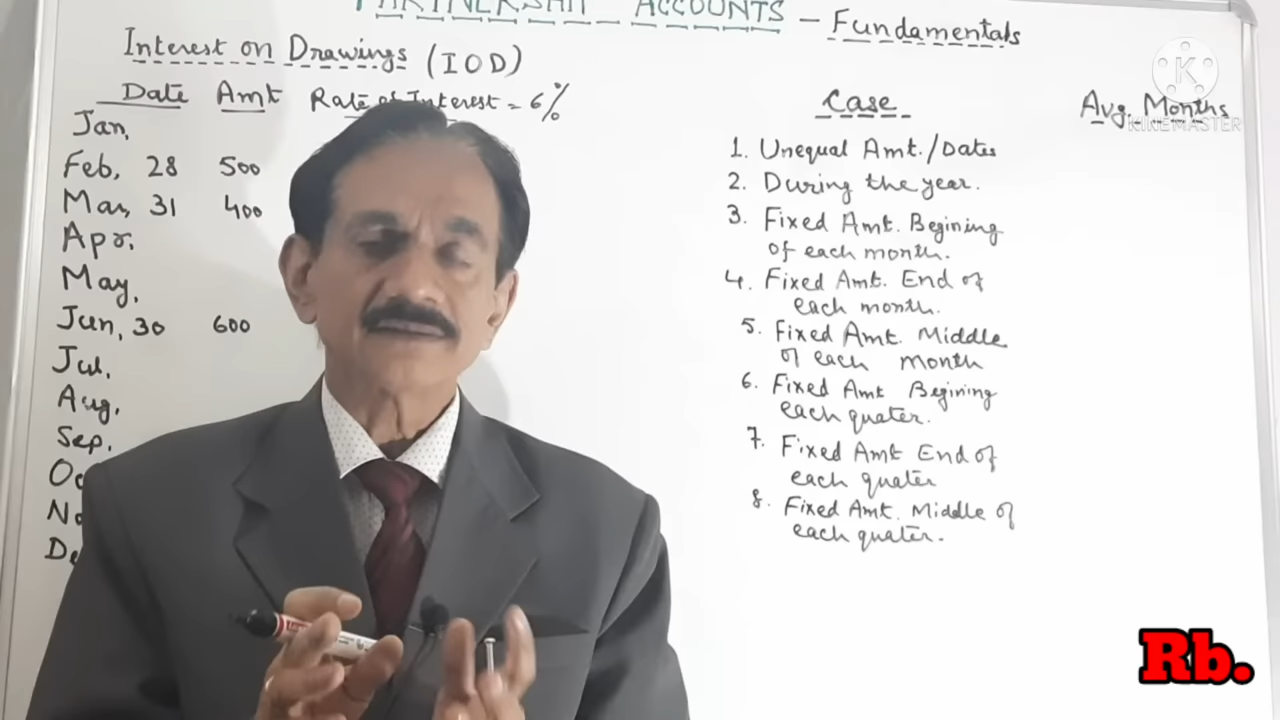 PARTNERSHIP ACCOUNTS - Fundamentals
Interest on Drawings (IOD)
Date Amt Rate of Interest = 6%
Jan,
Feb, 28 500
Mar, 31 400
Apr.
May,
Jun, 30 600
Jul,
Aug,
Sep,
Case Avg. Months
1. Unequal Amt./Dates
2. During the year.
3. Fixed Amt. Begining
of each month.
4. Fixed Amt. End of
each month.
5. Fixed Amt. Middle
of each month
6. Fixed Amt Begining
each quater.
7. Fixed Amt End of
each quater
8. Fixed Amt. Middle of
each quater.
K
KINEMASTER
Rb.